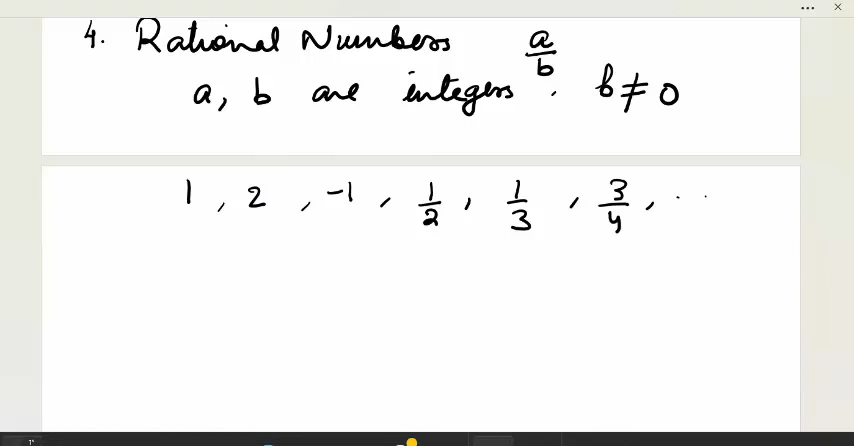 4. Rational Numbers a/b
a, b are integers. b ≠ 0
1, 2, -1, 1/2, 1/3, 3/4, ...